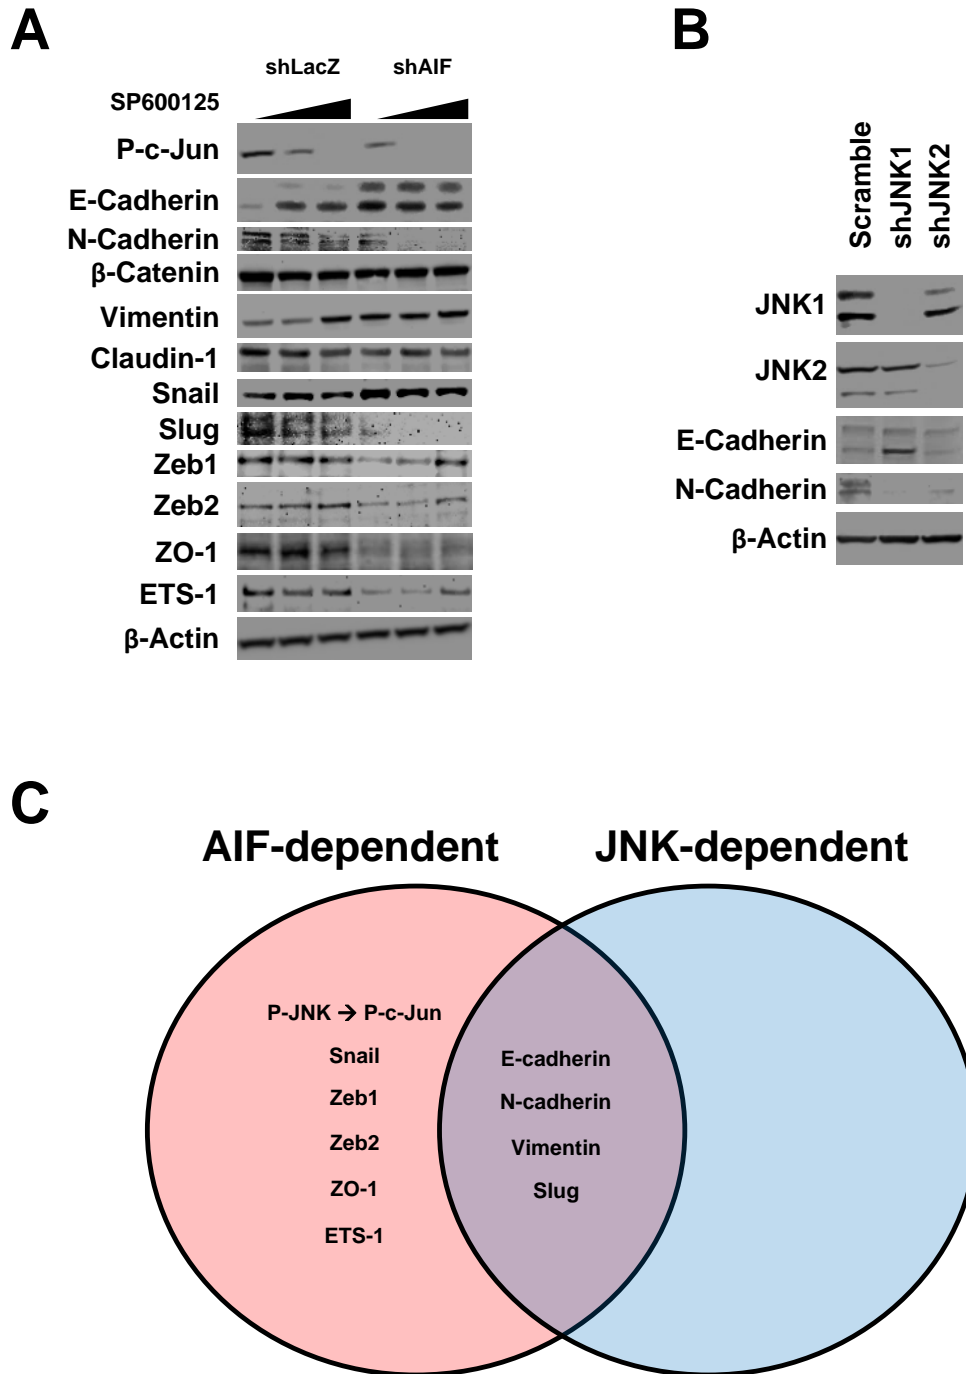 A
shLacZ shAIF
SP600125
P-c-Jun
E-Cadherin
N-Cadherin
β-Catenin
Vimentin
Claudin-1
Snail
Slug
Zeb1
Zeb2
ZO-1
ETS-1
β-Actin
B
Scramble
shJNK1
shJNK2
JNK1
JNK2
E-Cadherin
N-Cadherin
β-Actin
C
AIF-dependent JNK-dependent
P-JNK → P-c-Jun
Snail
Zeb1
Zeb2
ZO-1
ETS-1
E-cadherin
N-cadherin
Vimentin
Slug